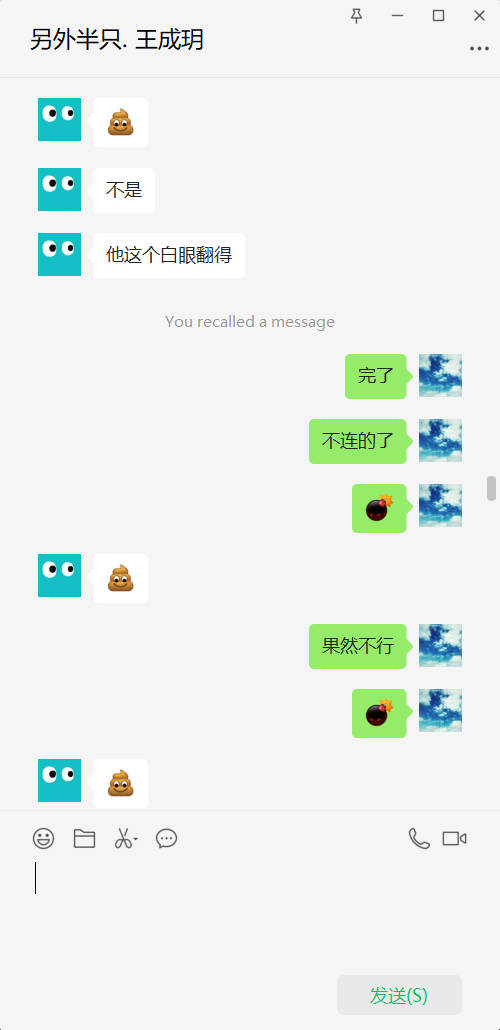 另外半只. 王成玥
不是
他这个白眼翻得
You recalled a message
完了
不连的了
果然不行
发送(S)